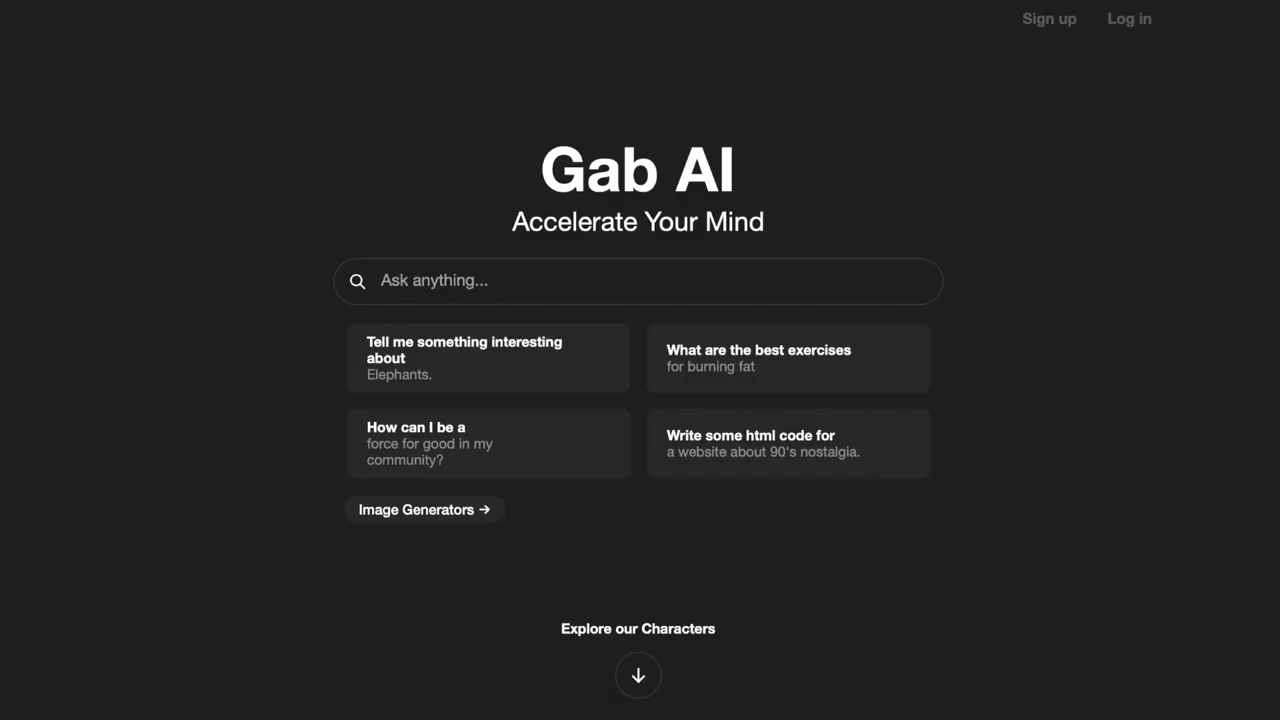 Sign up
Log in
Gab AI
Accelerate Your Mind
Ask anything...
Tell me something interesting
about
Elephants.
What are the best exercises
for burning fat
How can I be a
force for good in my
community?
Write some html code for
a website about 90's nostalgia.
Image Generators →
Explore our Characters